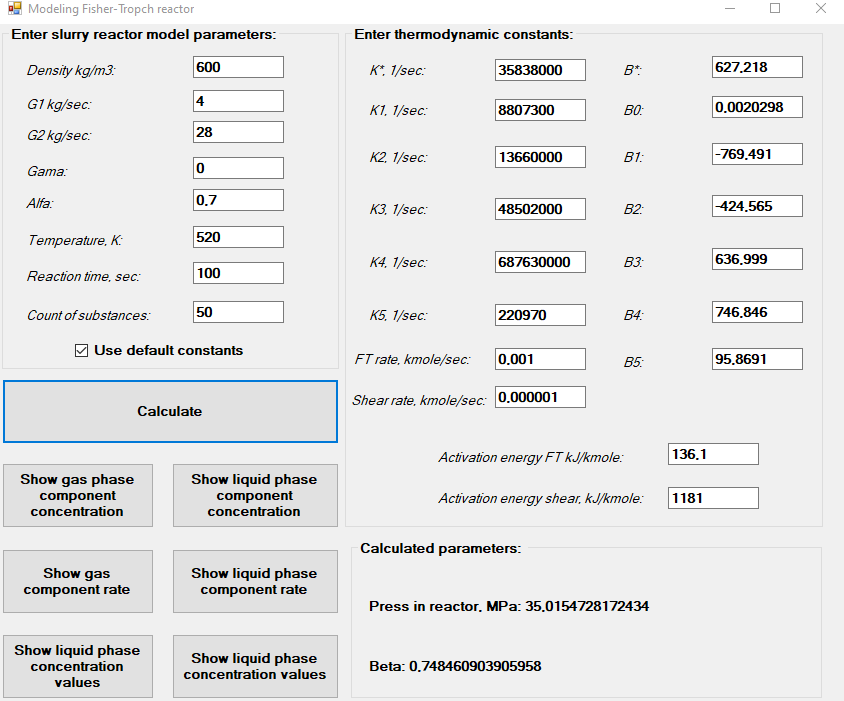 Modeling Fisher-Tropch reactor
Enter slurry reactor model parameters:
Density kg/m3: 600
G1 kg/sec: 4
G2 kg/sec: 28
Gama: 0
Alfa: 0.7
Temperature, K: 520
Reaction time, sec: 100
Count of substances: 50
Use default constants
Calculate
Show gas phase
component
concentration
Show liquid phase
component
concentration
Show gas
component rate
Show liquid phase
component rate
Show liquid phase
concentration
values
Show liquid phase
concentration values
Enter thermodynamic constants:
K*, 1/sec: 35838000 B*: 627,218
K1, 1/sec: 8807300 B0: 0,0020298
K2, 1/sec: 13660000 B1: -769,491
K3, 1/sec: 48502000 B2: -424,565
K4, 1/sec: 687630000 B3: 636,999
K5, 1/sec: 220970 B4: 746,846
FT rate, kmole/sec: 0,001 B5: 95,8691
Shear rate, kmole/sec: 0,000001
Activation energy FT kJ/kmole: 136,1
Activation energy shear, kJ/kmole: 1181
Calculated parameters:
Press in reactor, MPa: 35,0154728172434
Beta: 0,748460903905958